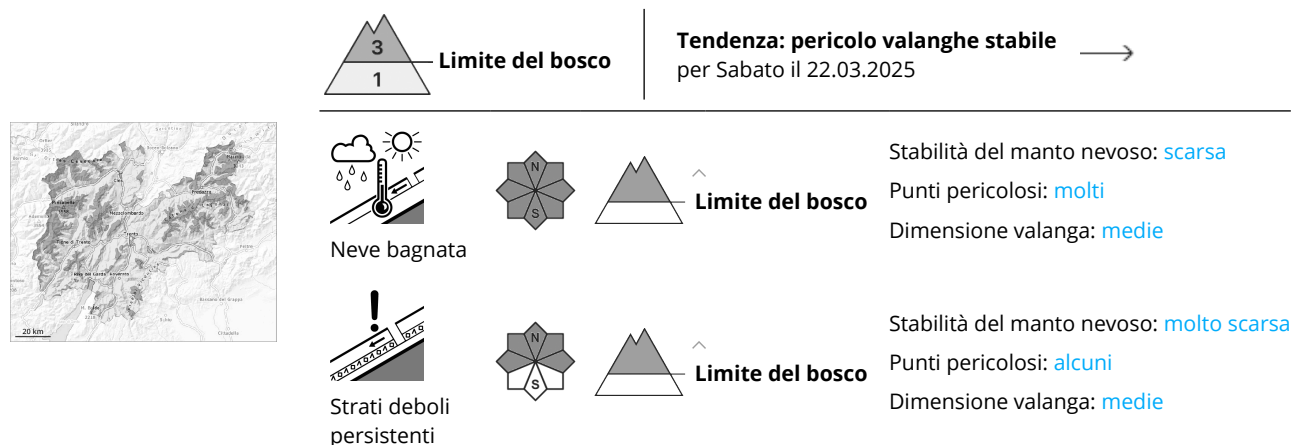 3
1
Limite del bosco
Tendenza: pericolo valanghe stabile
per Sabato il 22.03.2025
N
S
Limite del bosco
Neve bagnata
Stabilità del manto nevoso: scarsa
Punti pericolosi: molti
Dimensione valanga: medie
20 km
Trento
Mezzolombardo
N
S
Limite del bosco
Strati deboli
persistenti
Stabilità del manto nevoso: molto scarsa
Punti pericolosi: alcuni
Dimensione valanga: medie